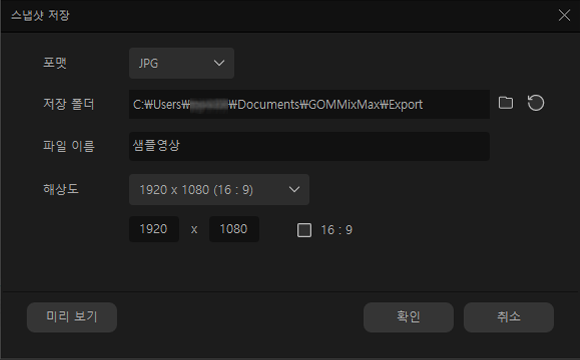 스냅샷 저장
포맷 JPG
저장 폴더 C:₩Users₩ ₩Documents₩GOMMixMax₩Export
파일 이름 샘플영상
해상도 1920 x 1080 (16 : 9)
1920 x 1080 16 : 9
미리 보기 확인 취소